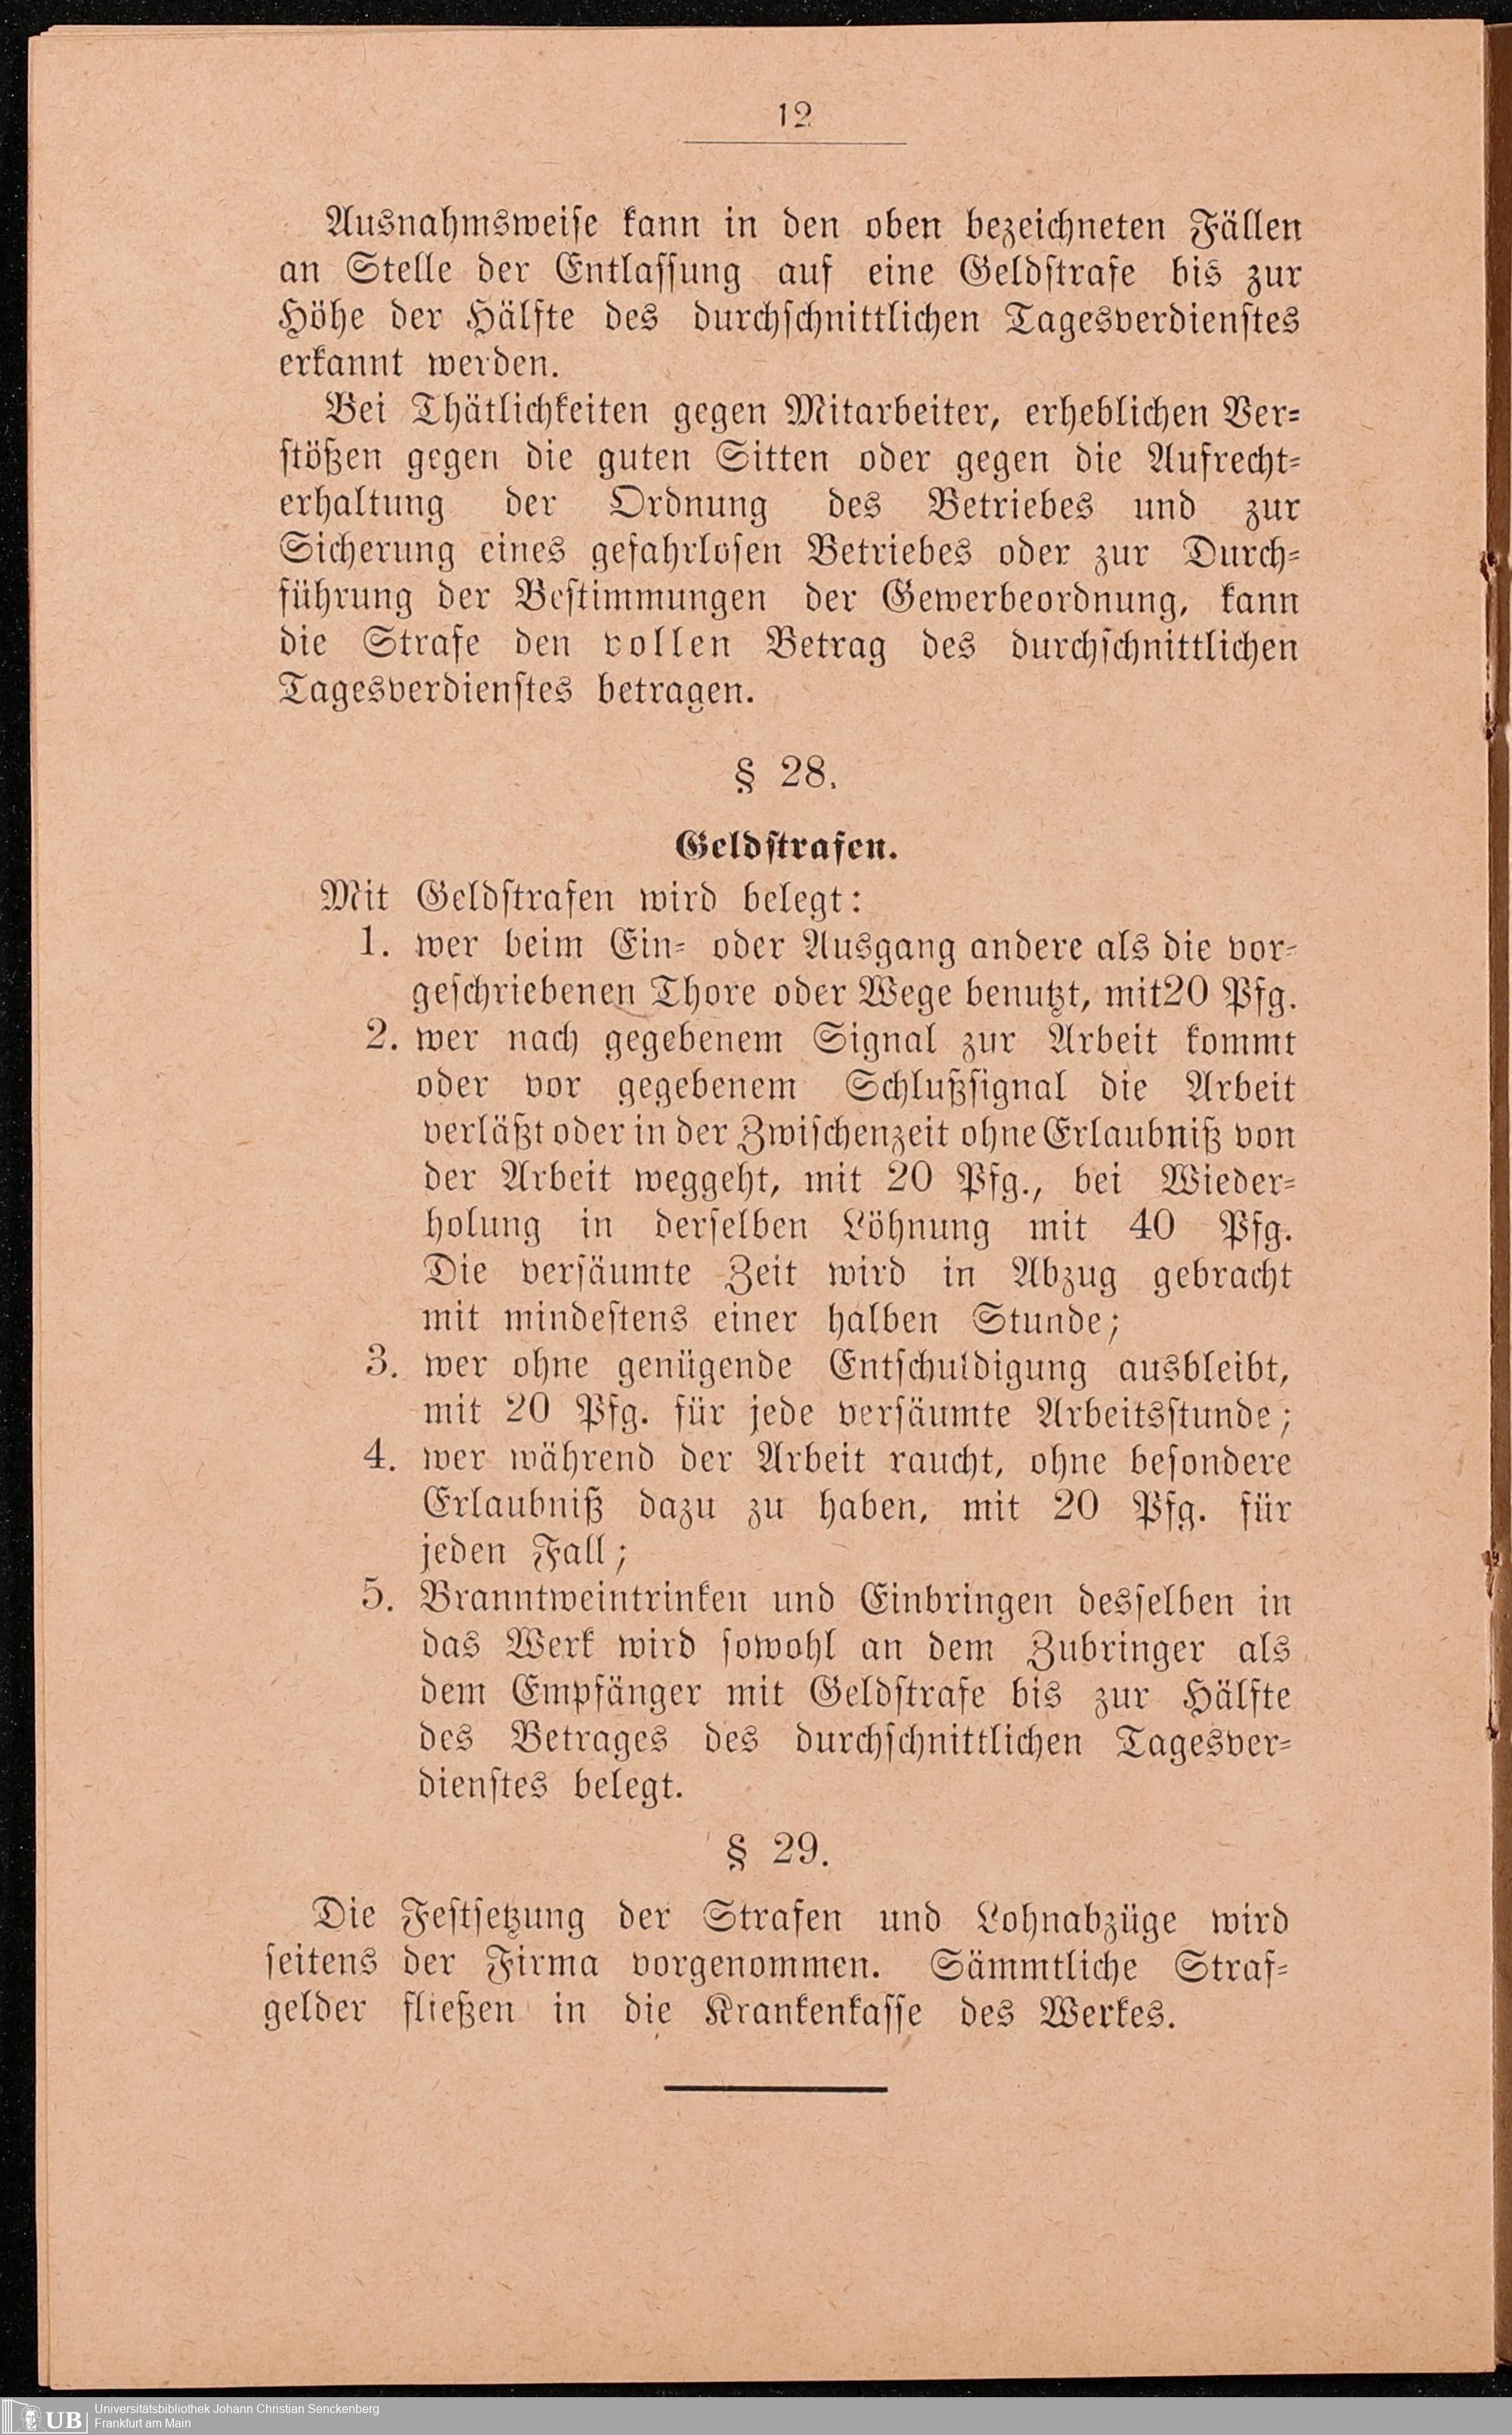 12
Ausnahmsweise kann in den oben bezeichneten Fällen
an Stelle der Entlassung auf eine Geldstrafe bis zur
Höhe der Hälfte des durchschnittlichen Tagesverdienstes
erkannt werden.
Bei Thätlichkeiten gegen Mitarbeiter, erheblichen Ver-
stößen gegen die guten Sitten oder gegen die Aufrecht-
erhaltung der Ordnung des Betriebes und zur
Sicherung eines gefahrlosen Betriebes oder zur Durch-
führung der Bestimmungen der Gewerbeordnung, kann
die Strafe den vollen Betrag des durchschnittlichen
Tagesverdienstes betragen.
§ 28.
Geldstrafen.
Mit Geldstrafen wird belegt:
1. wer beim Ein- oder Ausgang andere als die vor-
geschriebenen Thore oder Wege benutzt, mit 20 Pfg.
2. wer nach gegebenem Signal zur Arbeit kommt
oder vor gegebenem Schlußsignal die Arbeit
verläßt oder in der Zwischenzeit ohne Erlaubniß von
der Arbeit weggeht, mit 20 Pfg., bei Wieder-
holung in derselben Löhnung mit 40 Pfg.
Die versäumte Zeit wird in Abzug gebracht
mit mindestens einer halben Stunde;
3. wer ohne genügende Entschuldigung ausbleibt,
mit 20 Pfg. für jede versäumte Arbeitsstunde;
4. wer während der Arbeit raucht, ohne besondere
Erlaubniß dazu zu haben, mit 20 Pfg. für
jeden Fall;
5. Branntweintrinken und Einbringen desselben in
das Werk wird sowohl an dem Zubringer als
dem Empfänger mit Geldstrafe bis zur Hälfte
des Betrages des durchschnittlichen Tagesver-
dienstes belegt.
§ 29.
Die Festsetzung der Strafen und Lohnabzüge wird
seitens der Firma vorgenommen. Sämmtliche Straf-
gelder fließen in die Krankenkasse des Werkes.
UB Universitätsbibliothek Johann Christian Senckenberg
Frankfurt am Main